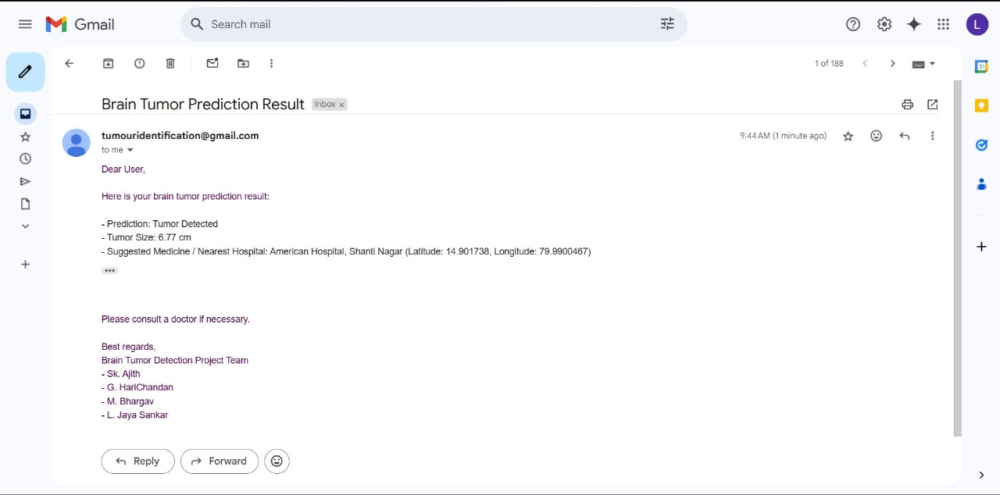 Gmail
Search mail
L
1 of 188
31
Brain Tumor Prediction Result Inbox x
tumouridentification@gmail.com
9:44 AM (1 minute ago)
to me
Dear User,
Here is your brain tumor prediction result:
- Prediction: Tumor Detected
- Tumor Size: 6.77 cm
- Suggested Medicine / Nearest Hospital: American Hospital, Shanti Nagar (Latitude: 14.901738, Longitude: 79.9900467)
Please consult a doctor if necessary.
Best regards,
Brain Tumor Detection Project Team
- Sk. Ajith
- G. HariChandan
- M. Bhargav
- L. Jaya Sankar
Reply Forward